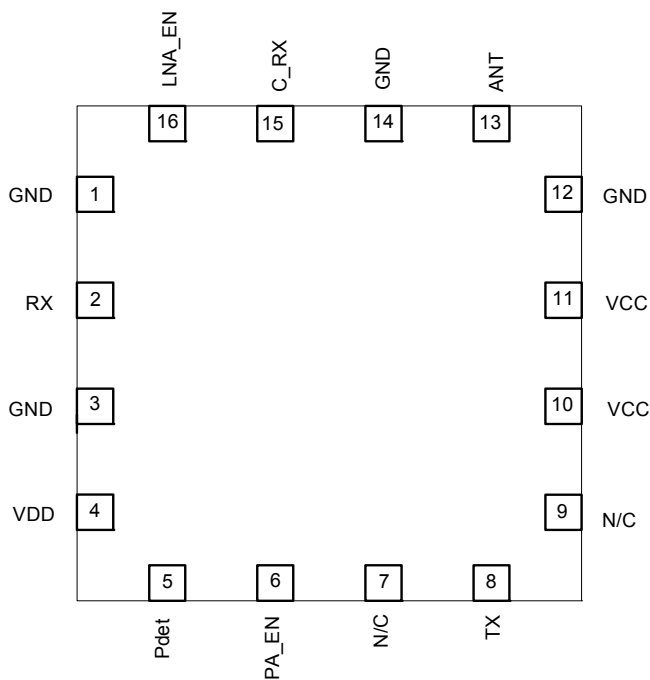 LNA_EN
C_RX
GND
ANT
16
15
14
13
GND
1
12
GND
RX
2
11
VCC
GND
3
10
VCC
VDD
4
9
N/C
5
6
7
8
Pdet
PA_EN
N/C
TX